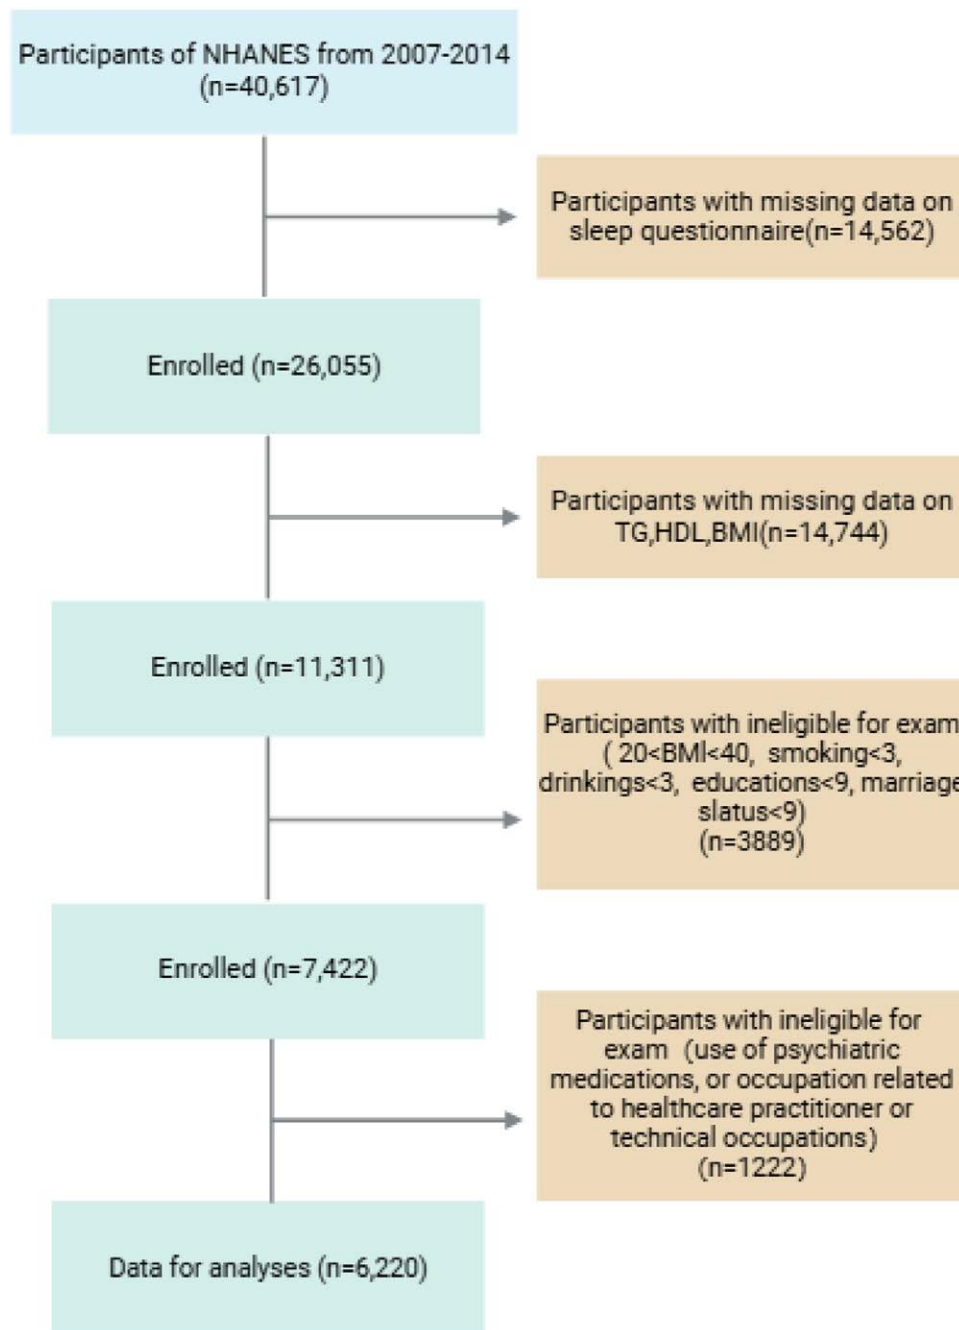 Participants of NHANES from 2007-2014
(n=40,617)
Participants with missing data on
sleep questionnaire(n=14,562)
Enrolled (n=26,055)
Participants with missing data on
TG,HDL,BMI(n=14,744)
Enrolled (n=11,311)
Participants with ineligible for exam
( 20<BMI<40, smoking<3,
drinkings<3, educations<9, marriage
slatus<9)
(n=3889)
Enrolled (n=7,422)
Participants with ineligible for
exam (use of psychiatric
medications, or occupation related
to healthcare practitioner or
technical occupations)
(n=1222)
Data for analyses (n=6,220)